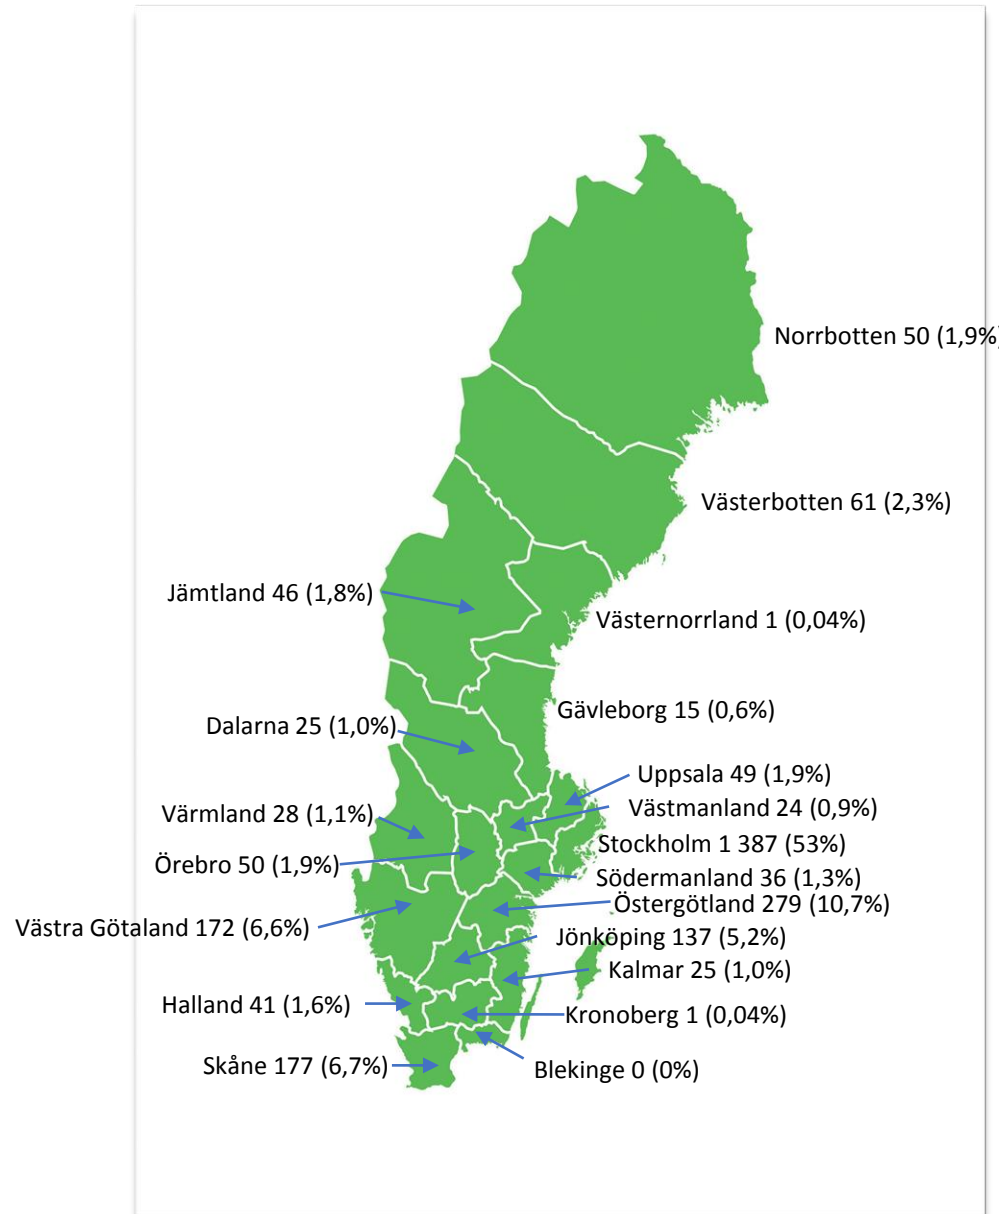 Norrbotten 50 (1,9%)
Västerbotten 61 (2,3%)
Jämtland 46 (1,8%)
Västernorrland 1 (0,04%)
Gävleborg 15 (0,6%)
Dalarna 25 (1,0%)
Uppsala 49 (1,9%)
Västmanland 24 (0,9%)
Värmland 28 (1,1%)
Stockholm 1 387 (53%)
Örebro 50 (1,9%)
Södermanland 36 (1,3%)
Östergötland 279 (10,7%)
Västra Götaland 172 (6,6%)
Jönköping 137 (5,2%)
Kalmar 25 (1,0%)
Halland 41 (1,6%)
Kronoberg 1 (0,04%)
Skåne 177 (6,7%)
Blekinge 0 (0%)